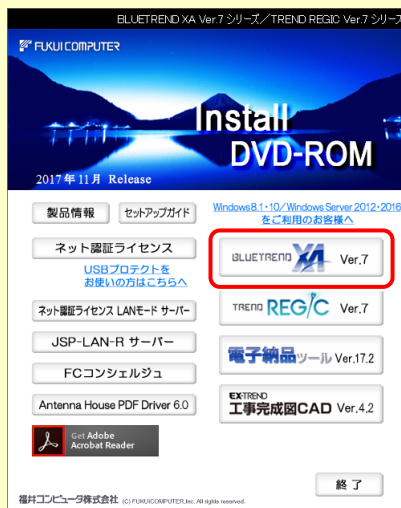 BLUETREND XA Ver.7 シリーズ／TREND REGIC Ver.7 シリーズ
FUKUI COMPUTER
Install
DVD-ROM
2017年11月 Release
製品情報
セットアップガイド
Windows8.1・10／Windows Server 2012・2016
をご利用のお客様へ
ネット認証ライセンス
USBプロテクトを
お使いの方はこちらへ
ネット認証ライセンス LANモード サーバー
JSP-LAN-R サーバー
FCコンシェルジュ
Antenna House PDF Driver 6.0
Get Adobe
Acrobat Reader
BLUETREND XA Ver.7
TREND REGIC Ver.7
電子納品ツール Ver.17.2
EX-TREND
工事完成図CAD Ver.4.2
終 了
福井コンピュータ株式会社 (C) FUKUICOMPUTER,Inc. All rights reserved.